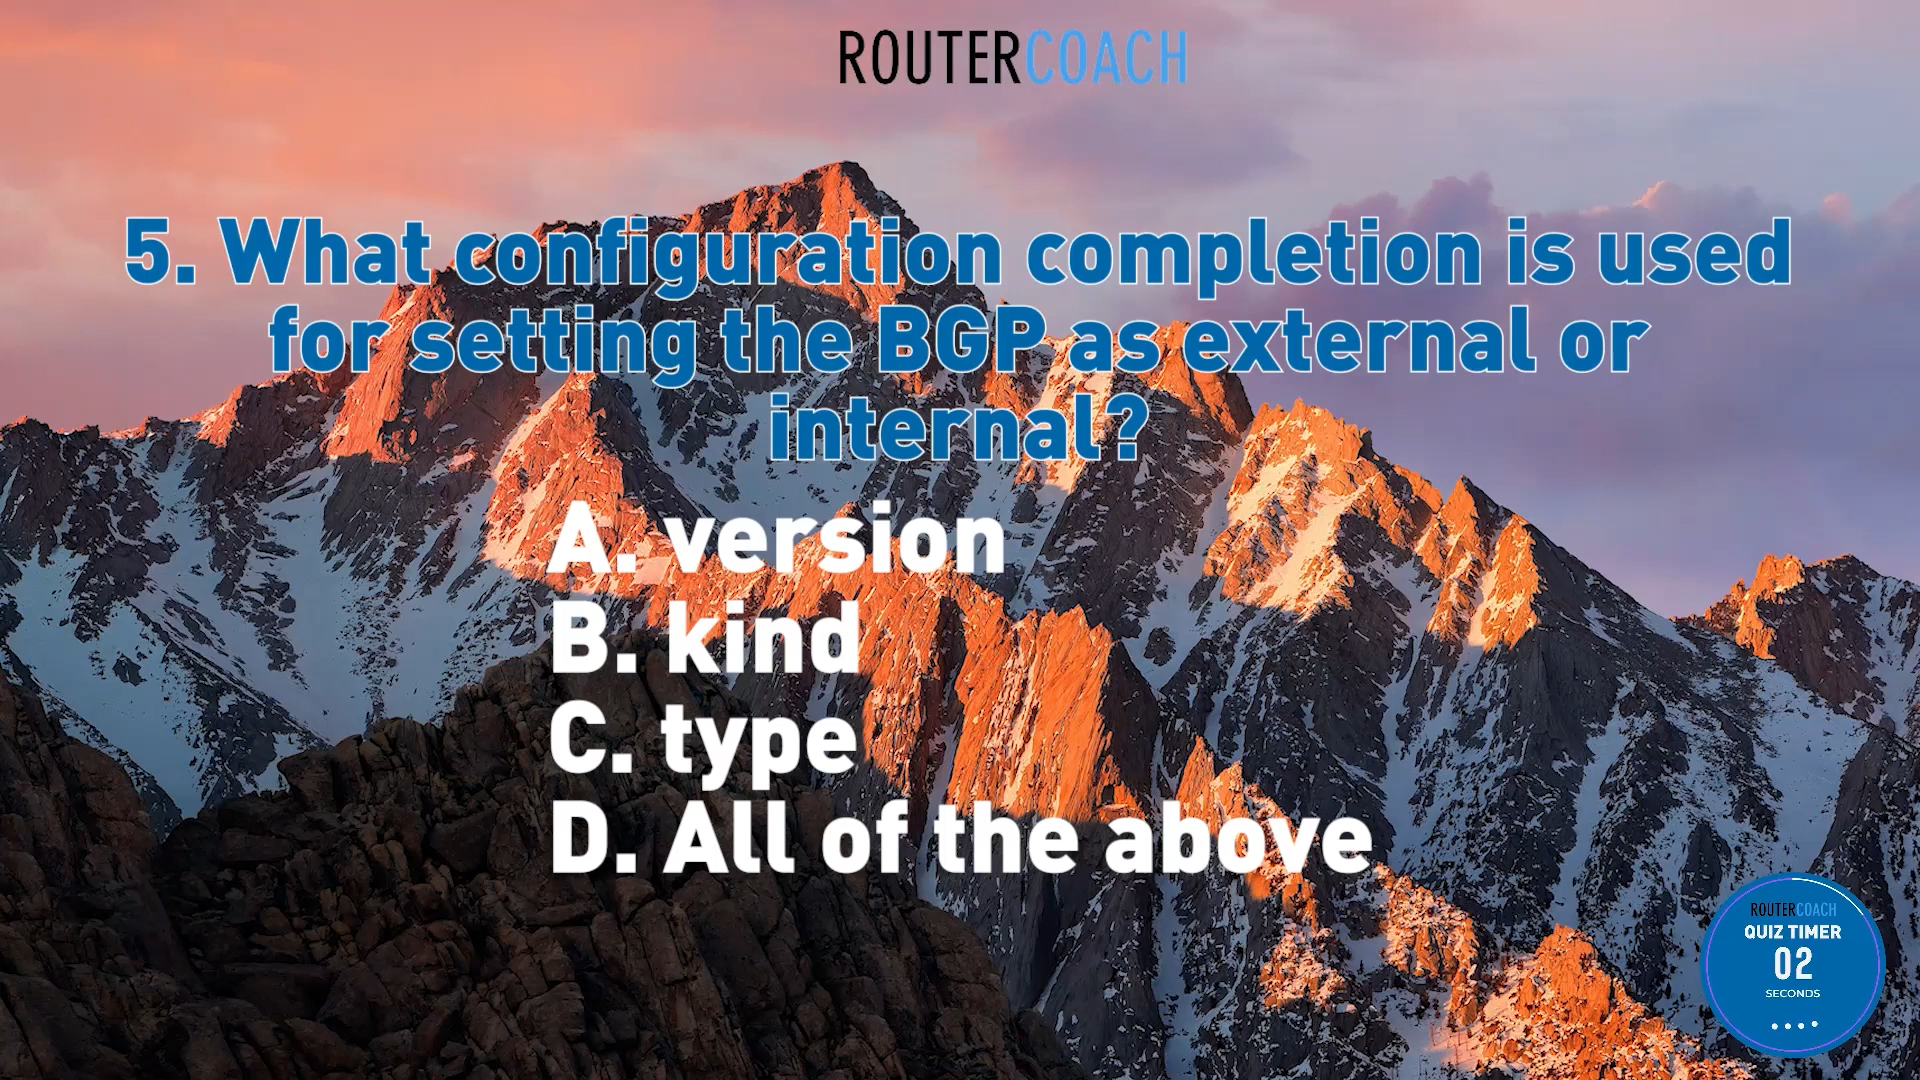 ROUTERCOACH
5. What configuration completion is used
for setting the BGP as external or
internal?
A. version
B. kind
C. type
D. All of the above
ROUTERCOACH
QUIZ TIMER
02
SECONDS